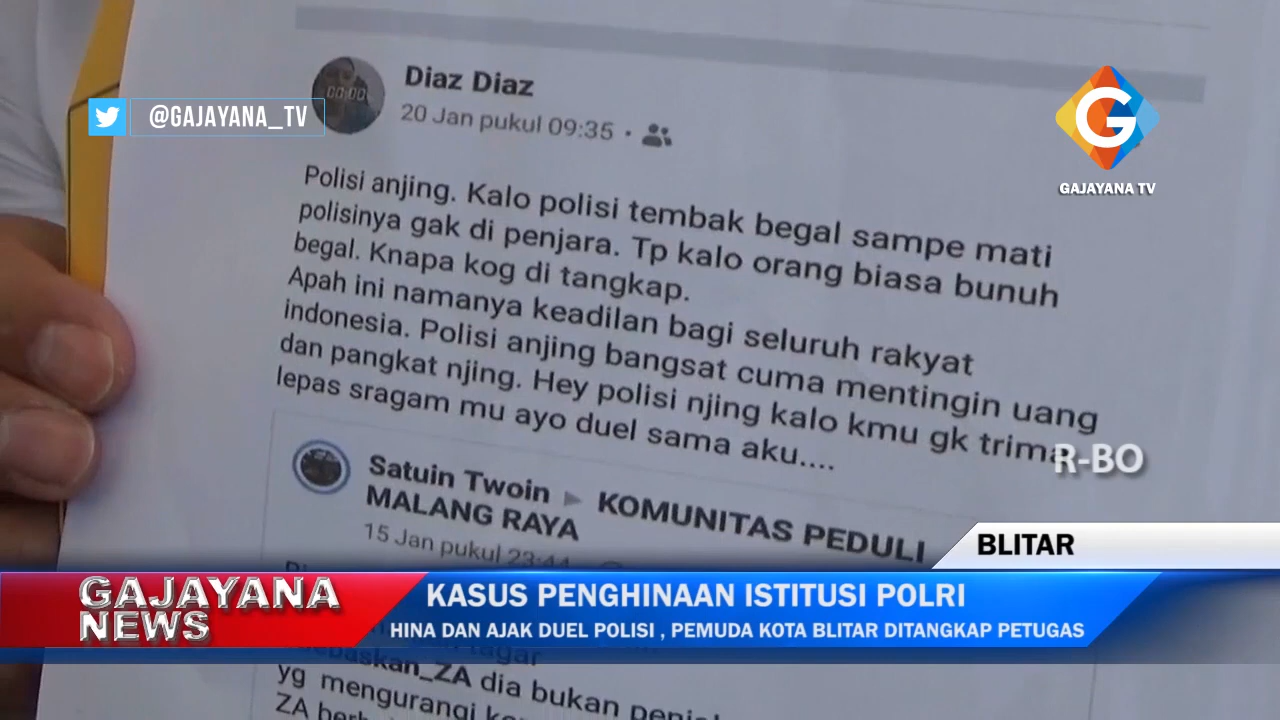 Diaz Diaz
20 Jan pukul 09:35 ·
@GAJAYANA_TV
G
GAJAYANA TV
Polisi anjing. Kalo polisi tembak begal sampe mati
polisinya gak di penjara. Tp kalo orang biasa bunuh
begal. Knapa kog di tangkap.
Apah ini namanya keadilan bagi seluruh rakyat
indonesia. Polisi anjing bangsat cuma mentingin uang
dan pangkat njing. Hey polisi njing kalo kmu gk trima
lepas sragam mu ayo duel sama aku....
R-BO
Satuin Twoin ▸ KOMUNITAS PEDULI
MALANG RAYA
15 Jan pukul 23:44
BLITAR
GAJAYANA
NEWS
KASUS PENGHINAAN ISTITUSI POLRI
HINA DAN AJAK DUEL POLISI , PEMUDA KOTA BLITAR DITANGKAP PETUGAS
tagar
dia bukan
yg mengurangi
ZA